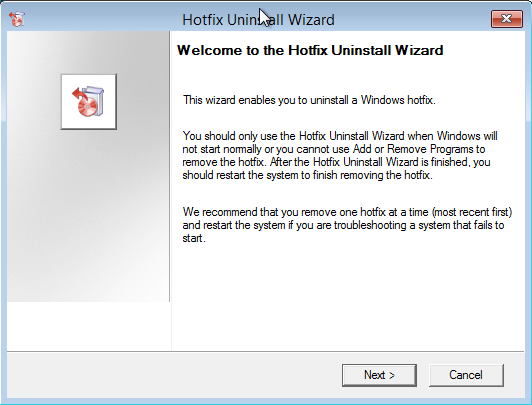 Hotfix Uninstall Wizard
Welcome to the Hotfix Uninstall Wizard
This wizard enables you to uninstall a Windows hotfix.
You should only use the Hotfix Uninstall Wizard when Windows will
not start normally or you cannot use Add or Remove Programs to
remove the hotfix. After the Hotfix Uninstall Wizard is finished, you
should restart the system to finish removing the hotfix.
We recommend that you remove one hotfix at a time (most recent first)
and restart the system if you are troubleshooting a system that fails to
start.
Next >
Cancel